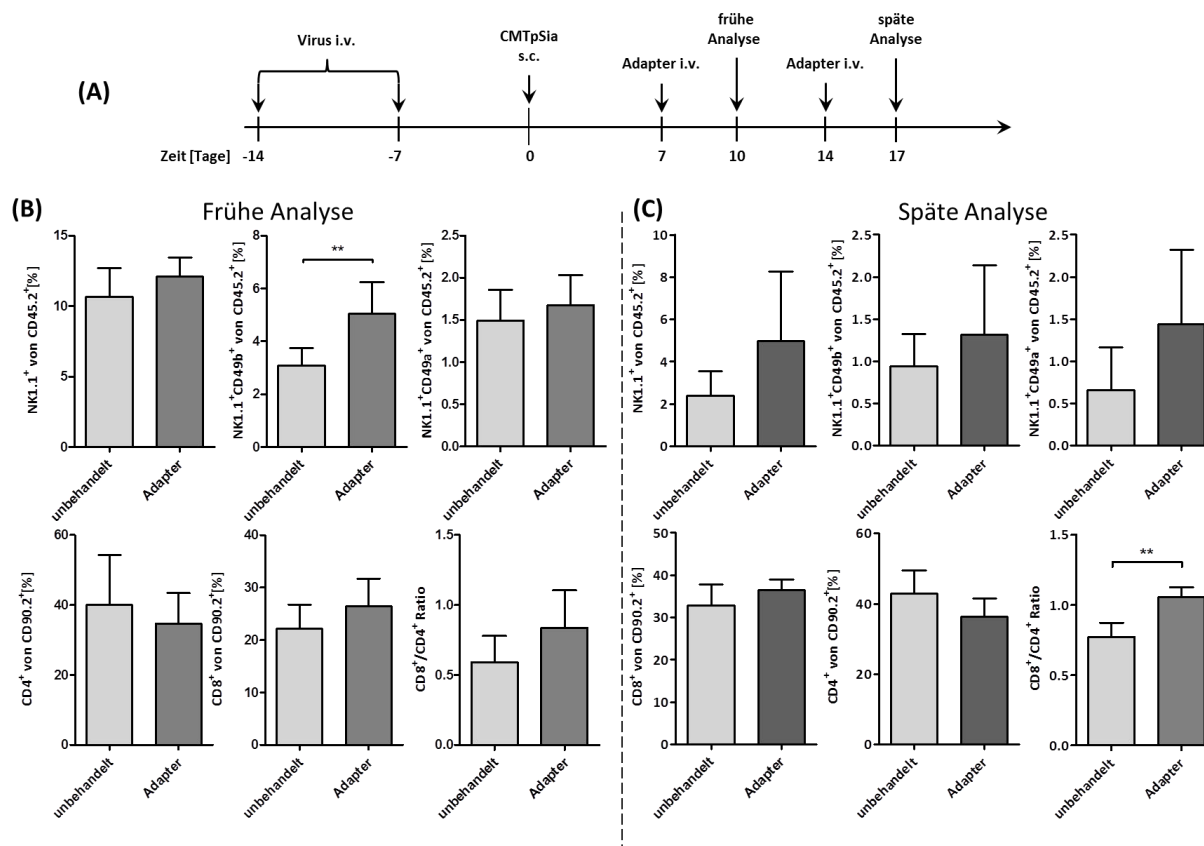 (A)
Virus i.v.
CMTpSia
s.c.
Adapter i.v.
frühe
Analyse
Adapter i.v.
späte
Analyse
Zeit [Tage]
-14
-7
0
7
10
14
17
(B)
Frühe Analyse
NK1.1⁺ von CD45.2⁺[%]
15
10
5
0
unbehandelt
Adapter
NK1.1⁺CD49b⁺ von CD45.2⁺[%]
8
6
4
2
0
**
unbehandelt
Adapter
NK1.1⁺CD49a⁺ von CD45.2⁺[%]
2.5
2.0
1.5
1.0
0.5
0.0
unbehandelt
Adapter
CD4⁺ von CD90.2⁺[%]
60
40
20
0
unbehandelt
Adapter
CD8⁺ von CD90.2⁺[%]
40
30
20
10
0
unbehandelt
Adapter
CD8⁺/CD4⁺ Ratio
1.5
1.0
0.5
0.0
unbehandelt
Adapter
(C)
Späte Analyse
NK1.1⁺ von CD45.2⁺[%]
10
8
6
4
2
0
unbehandelt
Adapter
NK1.1⁺CD49b⁺ von CD45.2⁺[%]
2.5
2.0
1.5
1.0
0.5
0.0
unbehandelt
Adapter
NK1.1⁺CD49a⁺ von CD45.2⁺[%]
2.5
2.0
1.5
1.0
0.5
0.0
unbehandelt
Adapter
CD8⁺ von CD90.2⁺ [%]
50
40
30
20
10
0
unbehandelt
Adapter
CD4⁺ von CD90.2⁺[%]
60
40
20
0
unbehandelt
Adapter
CD8⁺/CD4⁺ Ratio
1.5
1.0
0.5
0.0
**
unbehandelt
Adapter